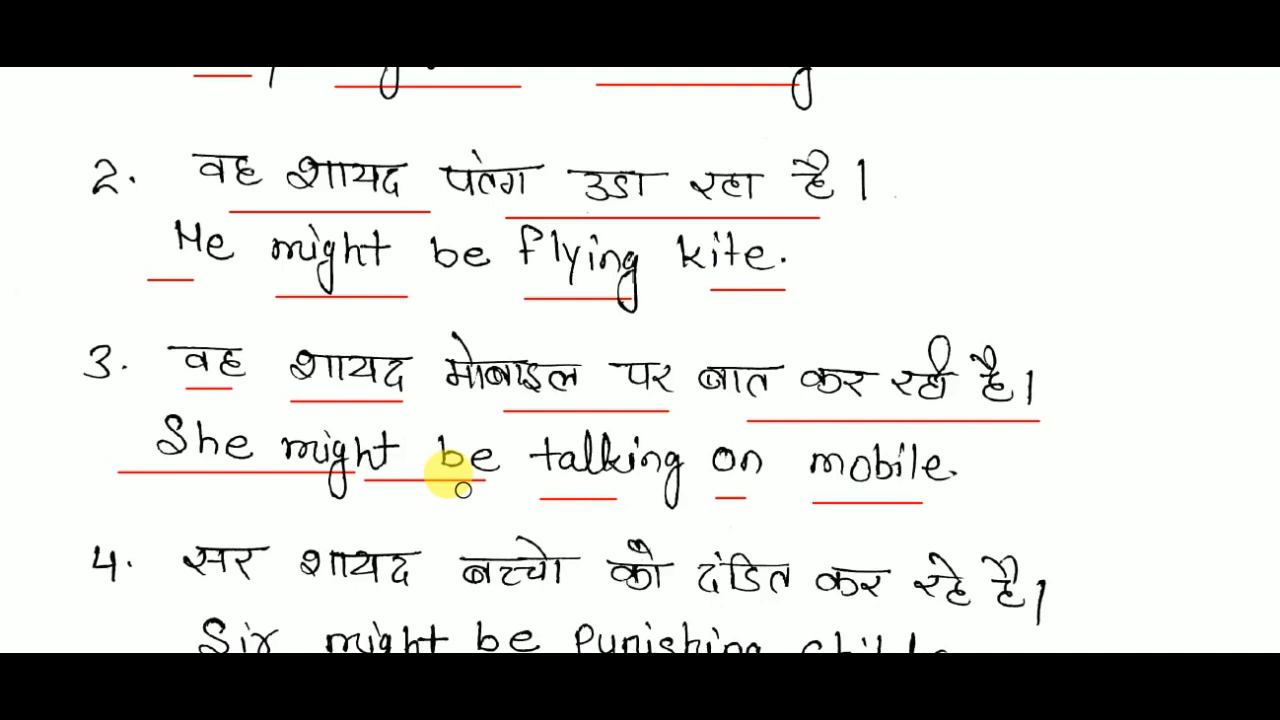 2. वह शायद पतंग उडा रहा है।
He might be flying kite.
3. वह शायद मोबाइल पर बात कर रही है।
She might be talking on mobile.
4. सर शायद बच्चो को दंडित कर रहे है।
Sir might be punishing